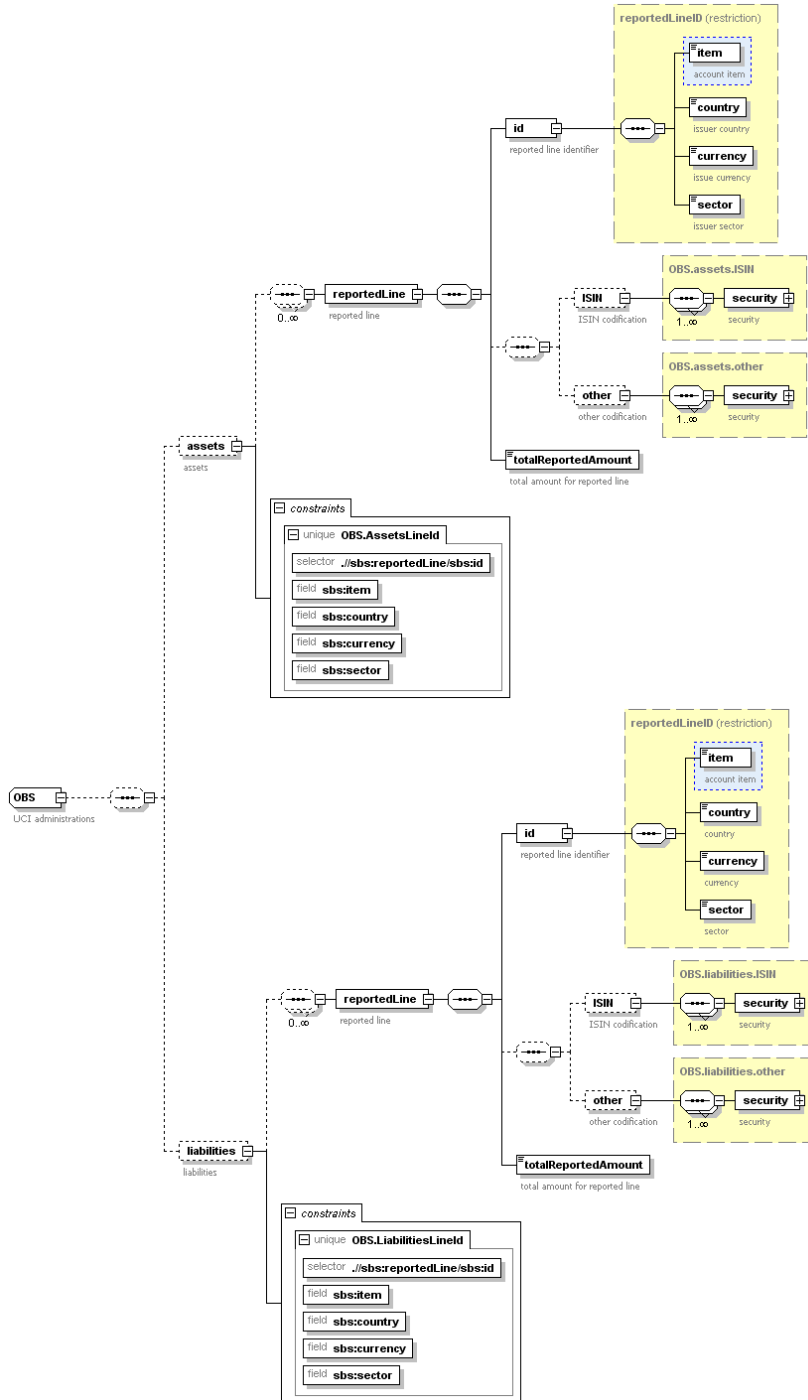 reportedLineID (restriction)
item
account item
country
issuer country
currency
issue currency
sector
issuer sector
id
reported line identifier
OBS.assets.ISIN
security
1..∞
security
ISIN
ISIN codification
reportedLine
0..∞
reported line
OBS.assets.other
security
1..∞
security
other
other codification
assets
assets
totalReportedAmount
total amount for reported line
constraints
unique OBS.AssetsLineId
selector .//sbs:reportedLine/sbs:id
field sbs:item
field sbs:country
field sbs:currency
field sbs:sector
OBS
UCI administrations
reportedLineID (restriction)
item
account item
country
country
currency
currency
sector
sector
id
reported line identifier
OBS.liabilities.ISIN
security
1..∞
security
ISIN
ISIN codification
reportedLine
0..∞
reported line
OBS.liabilities.other
security
1..∞
security
other
other codification
liabilities
liabilities
totalReportedAmount
total amount for reported line
constraints
unique OBS.LiabilitiesLineId
selector .//sbs:reportedLine/sbs:id
field sbs:item
field sbs:country
field sbs:currency
field sbs:sector